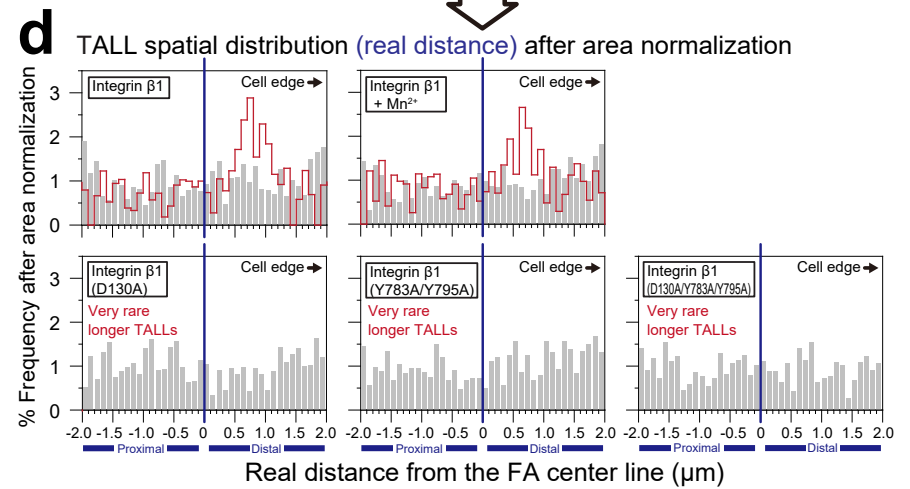 d
TALL spatial distribution (real distance) after area normalization
% Frequency after area normalization
3
2
1
0
Integrin β1
Cell edge
Integrin β1
+ Mn²⁺
Cell edge
3
2
1
0
Integrin β1
(D130A)
Cell edge
Very rare
longer TALLs
Integrin β1
(Y783A/Y795A)
Cell edge
Very rare
longer TALLs
Integrin β1
(D130A/Y783A/Y795A)
Cell edge
Very rare
longer TALLs
-2.0 -1.5 -1.0 -0.5 0 0.5 1.0 1.5 2.0
-2.0 -1.5 -1.0 -0.5 0 0.5 1.0 1.5 2.0
-2.0 -1.5 -1.0 -0.5 0 0.5 1.0 1.5 2.0
Proximal Distal
Proximal Distal
Proximal Distal
Real distance from the FA center line (μm)